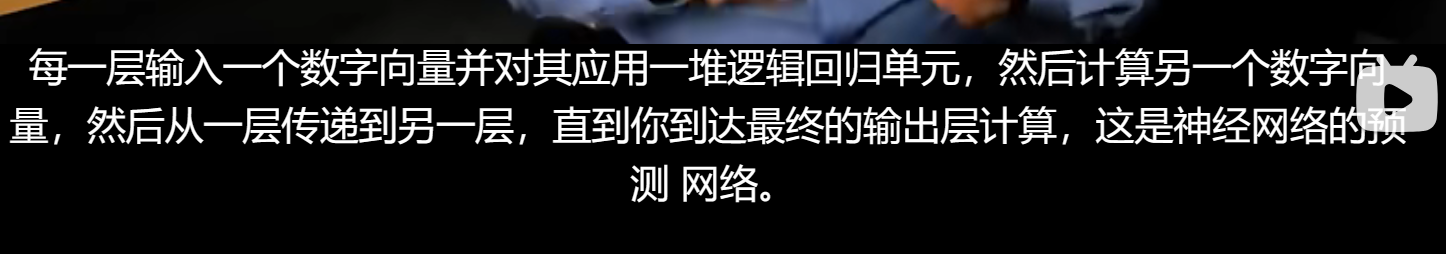 每一层输入一个数字向量并对其应用一堆逻辑回归单元，然后计算另一个数字向
量，然后从一层传递到另一层，直到你到达最终的输出层计算，这是神经网络的预
测 网络。